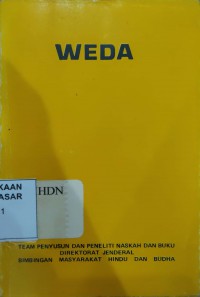 WEDA
KAAN
HDN
ASAR
1
TEAM PENYUSUN DAN PENELITI NASKAH DAN BUKU
DIREKTORAT JENDERAL
BIMBINGAN MASYARAKAT HINDU DAN BUDHA